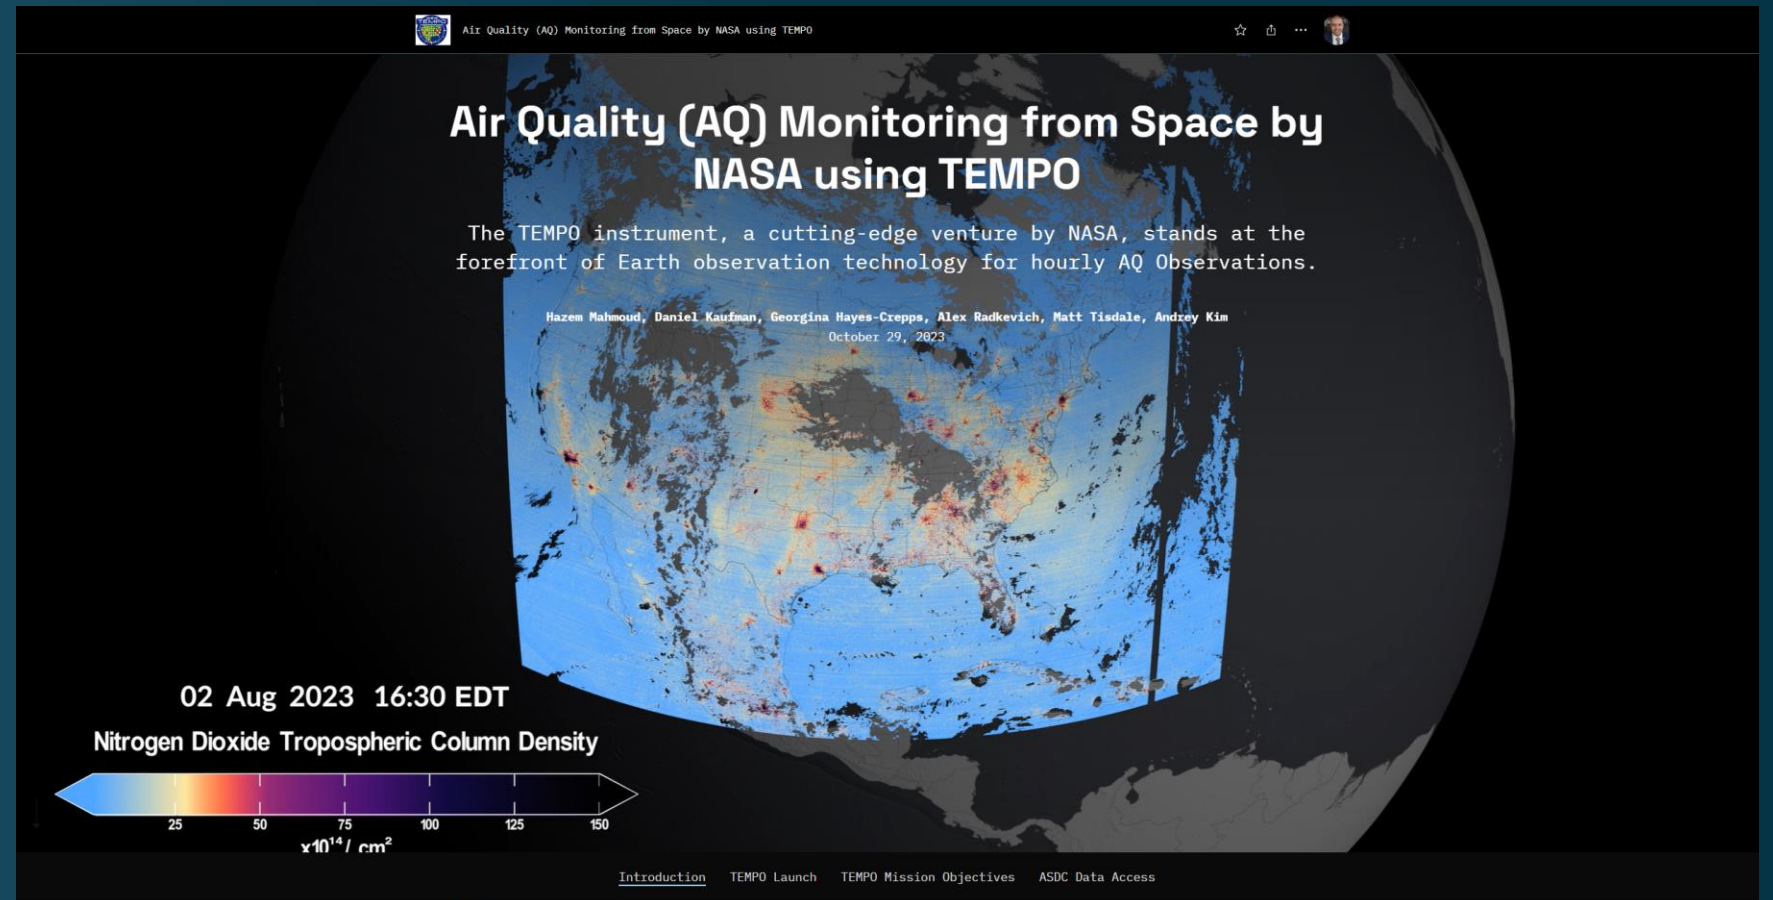 TEMPO
Air Quality (AQ) Monitoring from Space by NASA using TEMPO
Air Quality (AQ) Monitoring from Space by
NASA using TEMPO
The TEMPO instrument, a cutting-edge venture by NASA, stands at the
forefront of Earth observation technology for hourly AQ Observations.
Hazem Mahmoud, Daniel Kaufman, Georgina Hayes-Crepps, Alex Radkevich, Matt Tisdale, Andrey Kim
October 29, 2023
02 Aug 2023 16:30 EDT
Nitrogen Dioxide Tropospheric Column Density
25 50 75 100 125 150
x10¹⁴/ cm²
Introduction TEMPO Launch TEMPO Mission Objectives ASDC Data Access